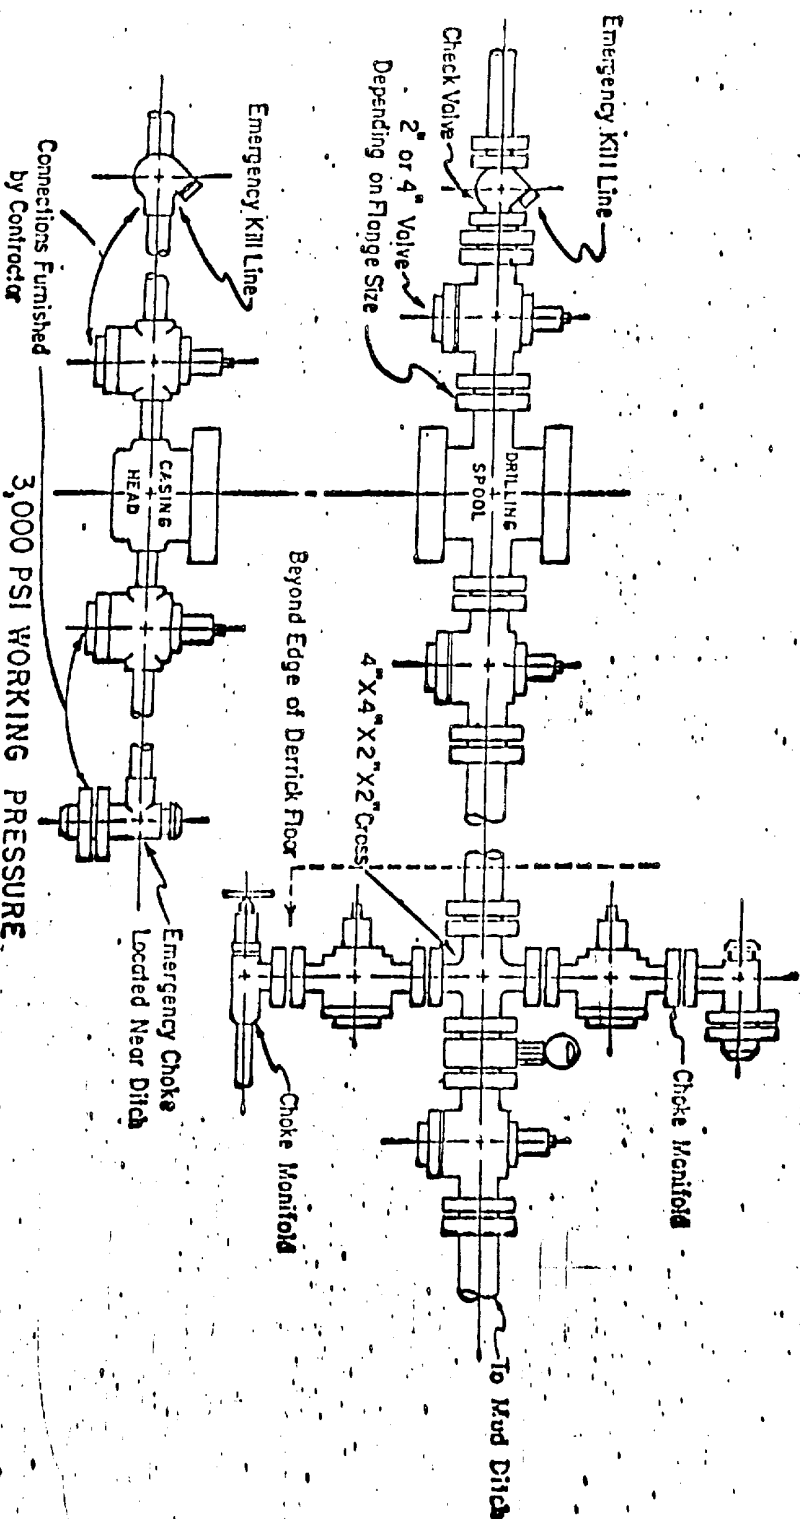 Emergency Kill Line
Check Valve
2" or 4" Valve
Depending on Flange Size
DRILLING
SPOOL
4"X4"X2"X2" Cross
Beyond Edge of Derrick Floor
Choke Manifold
Choke Manifold
To Mud Ditch
Emergency Kill Line
CASING
HEAD
Connections Furnished
by Contractor
Emergency Choke
Located Near Ditch
3,000 PSI WORKING PRESSURE